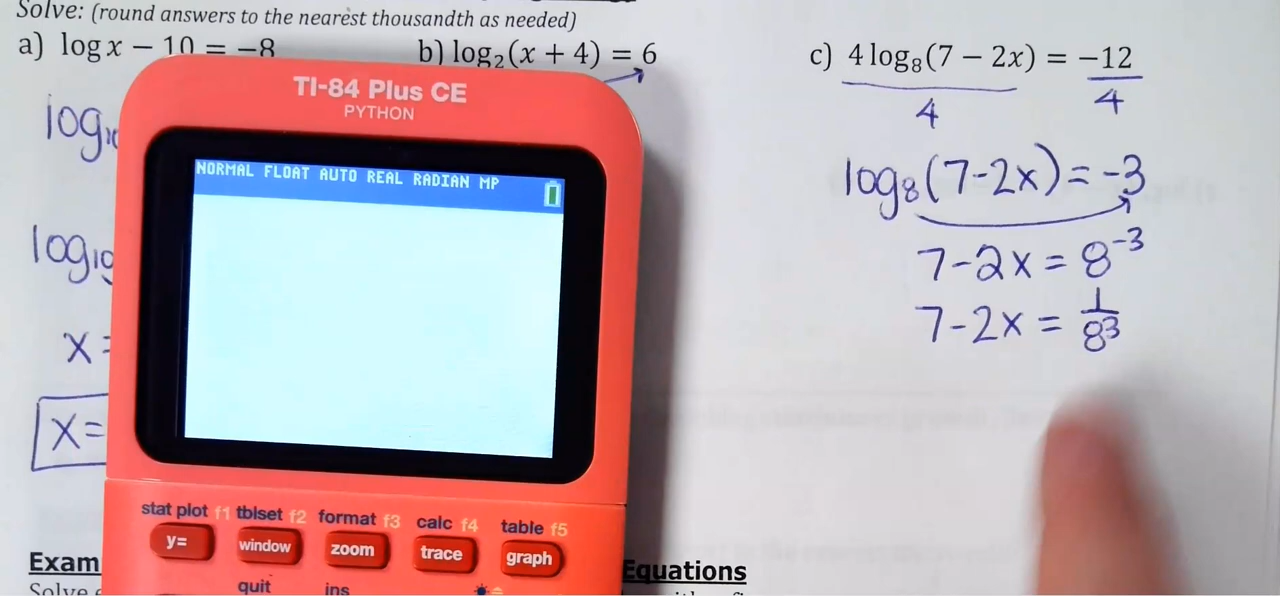 Solve: (round answers to the nearest thousandth as needed)
a) log x − 10 = −8
b) log₂(x + 4) = 6
c) 4 log₈(7 − 2x) = −12
4 4
log₈(7-2x) = -3
7-2x = 8⁻³
7-2x = 1/8³
log₁₀
log₁₀
x =
x =
TI-84 Plus CE
PYTHON
NORMAL FLOAT AUTO REAL RADIAN MP
stat plot f1 tblset f2 format f3 calc f4 table f5
y= window zoom trace graph
quit ins
Exam
Equations
Solve